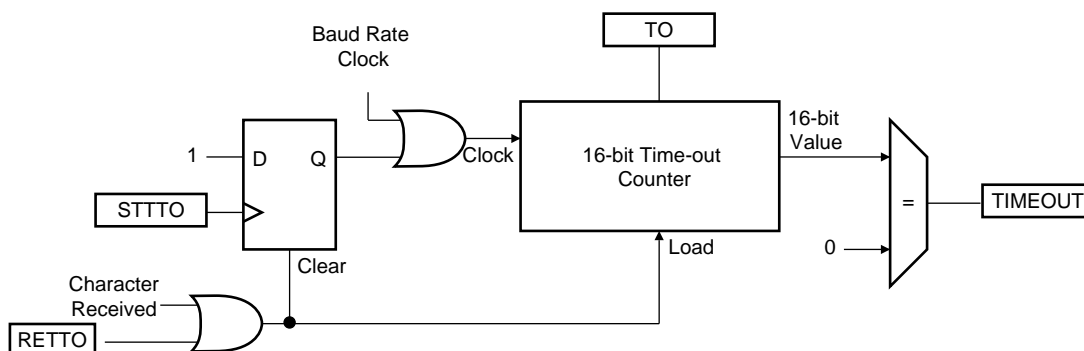 TO
Baud Rate
Clock
16-bit
Value
1
D
Q
Clock
16-bit Time-out
Counter
STTTO
=
TIMEOUT
0
Load
Clear
Character
Received
RETTO